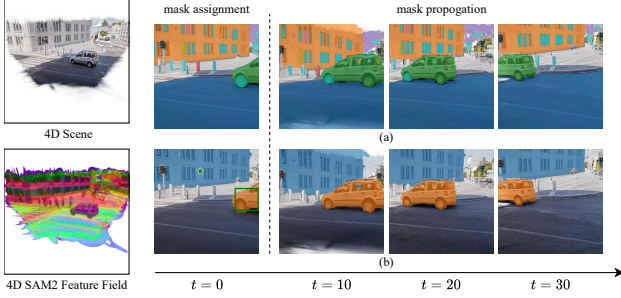 mask assignment
mask propogation
4D Scene
(a)
(b)
4D SAM2 Feature Field
t = 0
t = 10
t = 20
t = 30